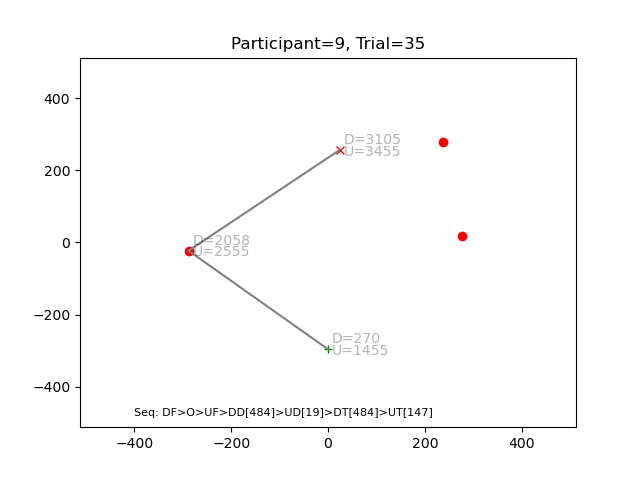 Participant=9, Trial=35
400
200
0
−200
−400
D=3105
U=3455
D=2058
U=2555
D=270
U=1455
Seq: DF>O>UF>DD[484]>UD[19]>DT[484]>UT[147]
−400
−200
0
200
400